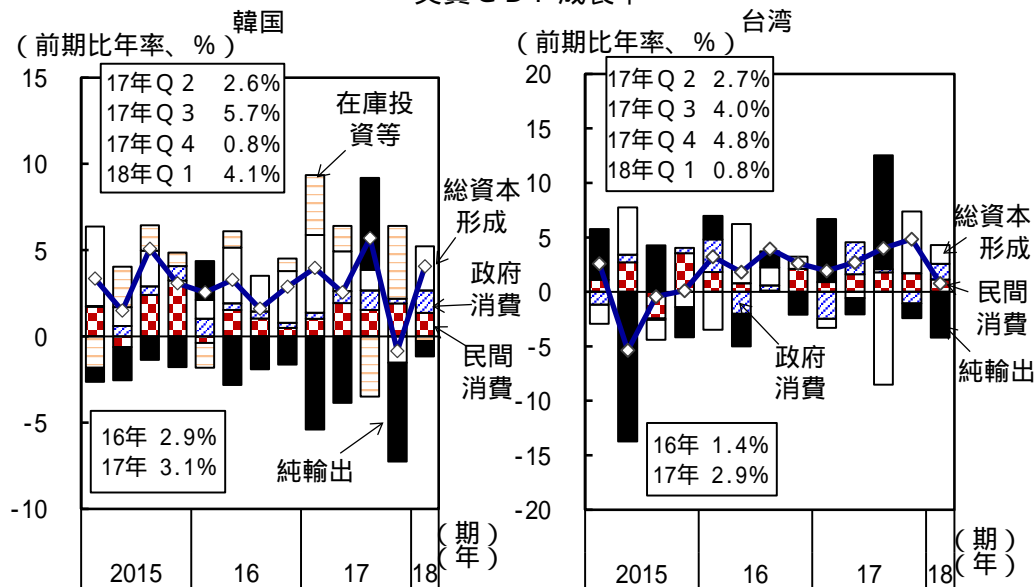 韓国
(前期比年率、%)
15
10
5
0
-5
-10
17年Q2 2.6%
17年Q3 5.7%
17年Q4 0.8%
18年Q1 4.1%
在庫投
資等
総資本
形成
政府
消費
民間
消費
純輸出
16年 2.9%
17年 3.1%
2015 16 17 18
(期)
(年)
台湾
(前期比年率、%)
20
15
10
5
0
-5
-10
-15
-20
17年Q2 2.7%
17年Q3 4.0%
17年Q4 4.8%
18年Q1 0.8%
総資本
形成
民間
消費
純輸出
政府
消費
16年 1.4%
17年 2.9%
2015 16 17 18
(期)
(年)